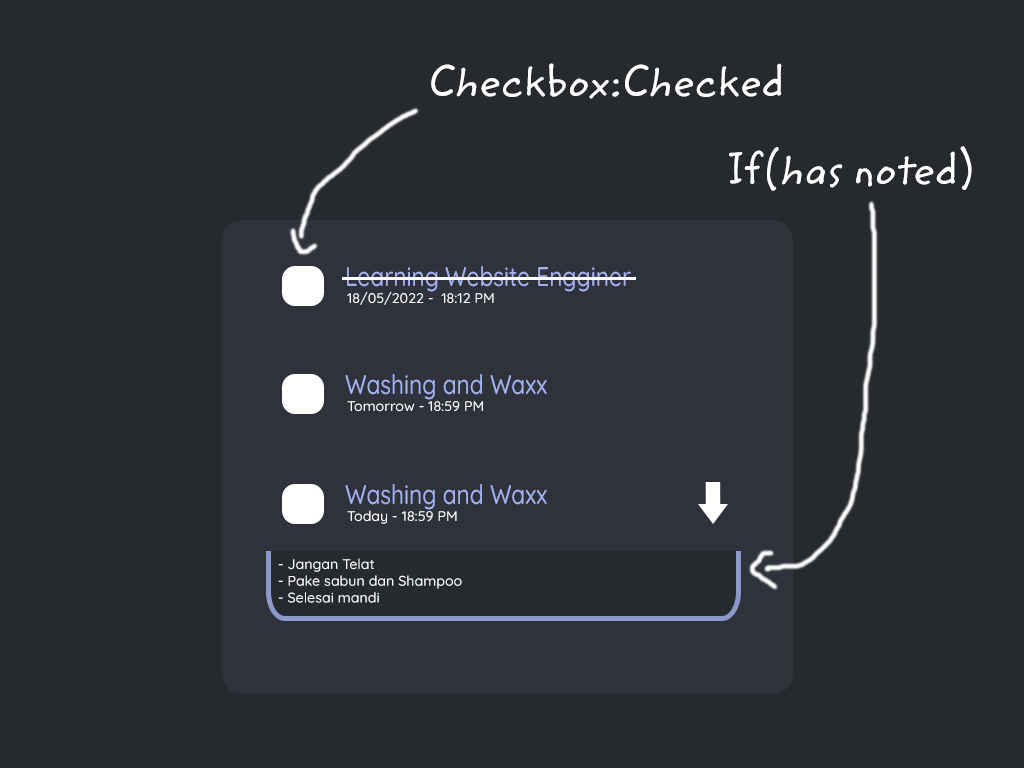 Checkbox:Checked
If(has noted)
Learning Website Engginer
18/05/2022 - 18:12 PM
Washing and Waxx
Tomorrow - 18:59 PM
Washing and Waxx
Today - 18:59 PM
- Jangan Telat
- Pake sabun dan Shampoo
- Selesai mandi